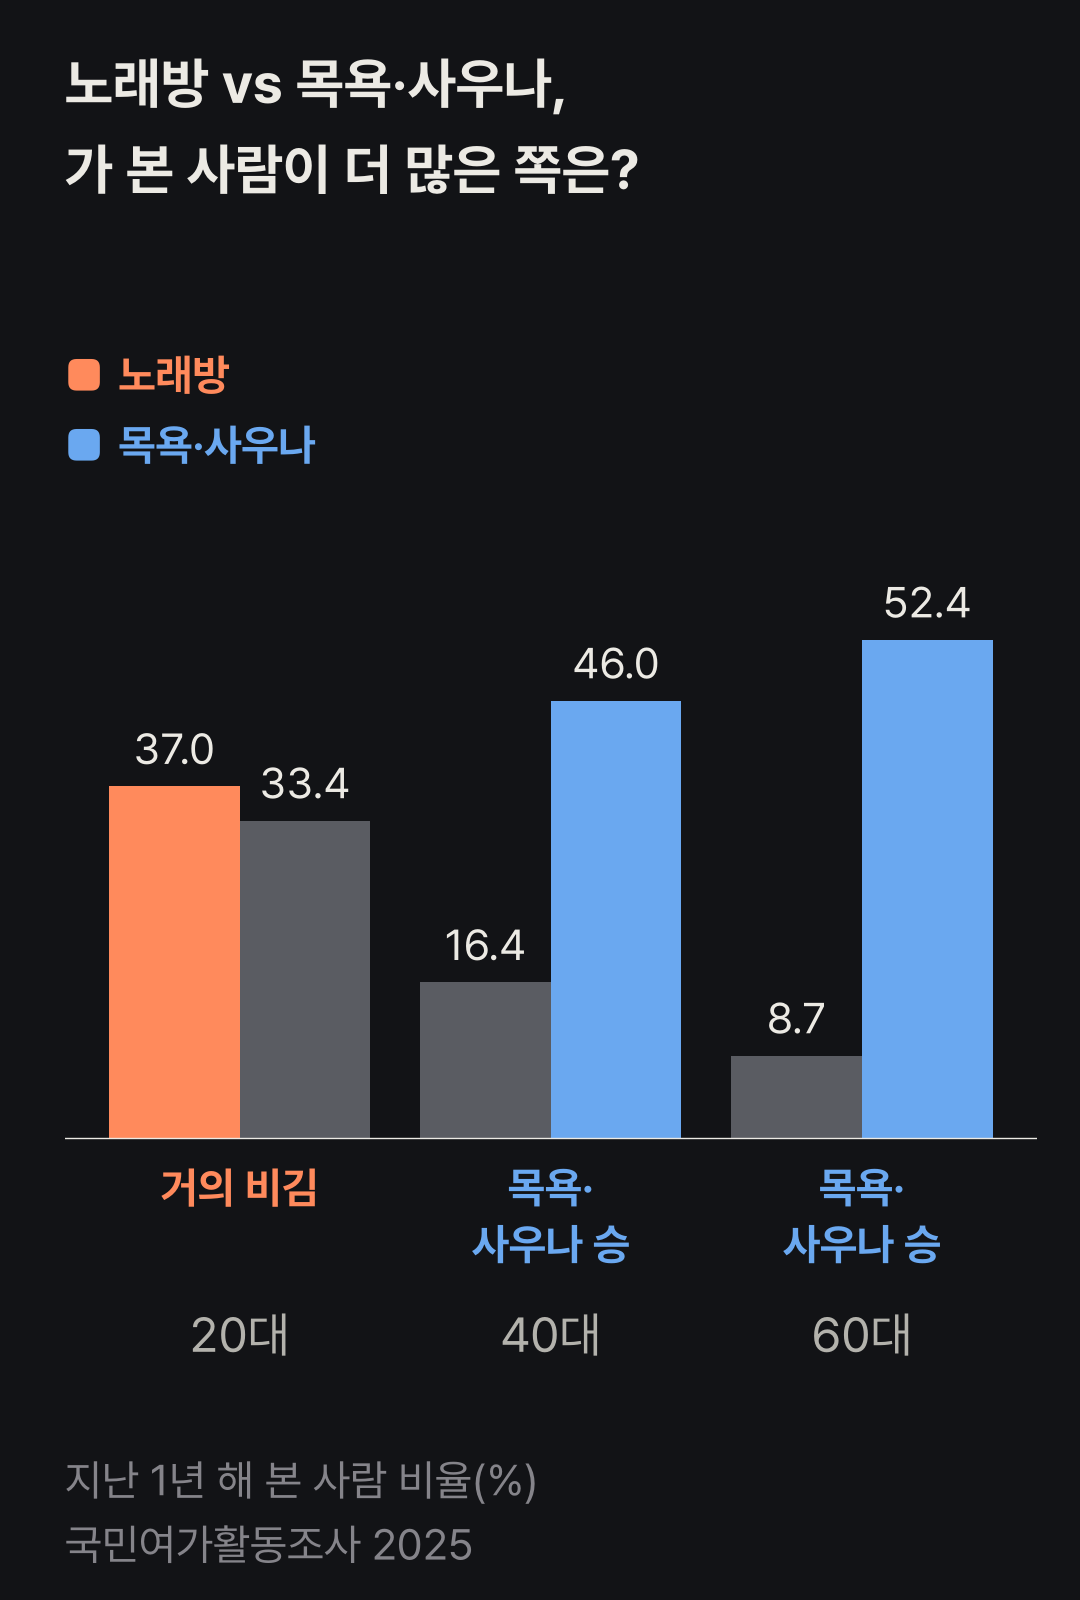 노래방 vs 목욕·사우나,
가 본 사람이 더 많은 쪽은?
노래방
목욕·사우나
37.0
33.4
16.4
46.0
8.7
52.4
거의 비김
목욕·
사우나 승
목욕·
사우나 승
20대
40대
60대
지난 1년 해 본 사람 비율(%)
국민여가활동조사 2025